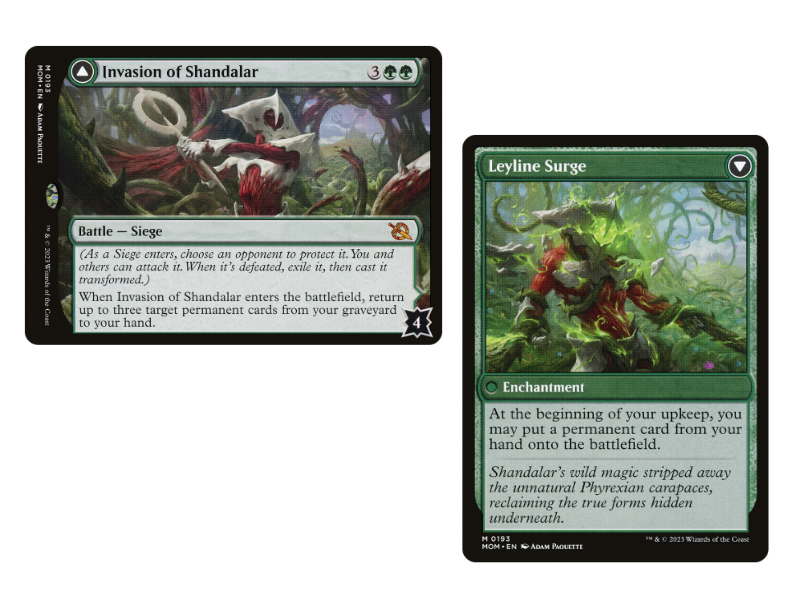 Invasion of Shandalar 3
Battle — Siege
(As a Siege enters, choose an opponent to protect it. You and
others can attack it. When it's defeated, exile it, then cast it
transformed.)
When Invasion of Shandalar enters the battlefield, return
up to three target permanent cards from your graveyard
to your hand.
4
M 0193
MOM • EN Adam Paquette
™ & © 2023 Wizards of the Coast
Leyline Surge
Enchantment
At the beginning of your upkeep, you
may put a permanent card from your
hand onto the battlefield.
Shandalar's wild magic stripped away
the unnatural Phyrexian carapaces,
reclaiming the true forms hidden
underneath.
M 0193
MOM • EN Adam Paquette
™ & © 2023 Wizards of the Coast